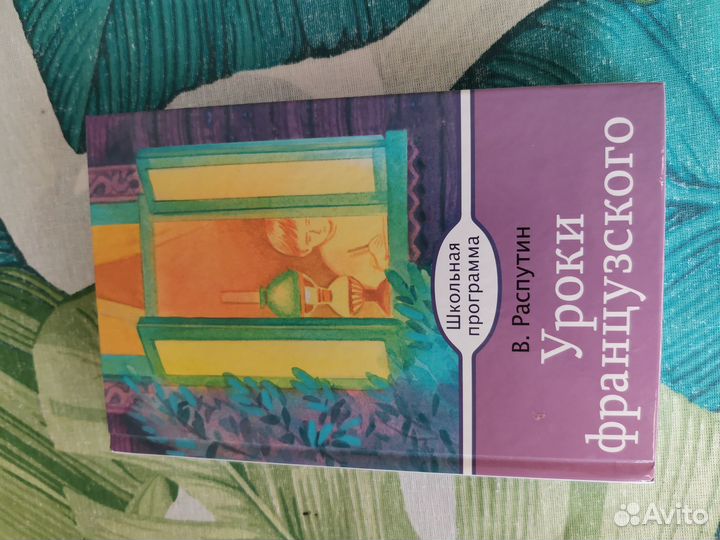 Школьная
программа
В. Распутин
Уроки
французского
Avito